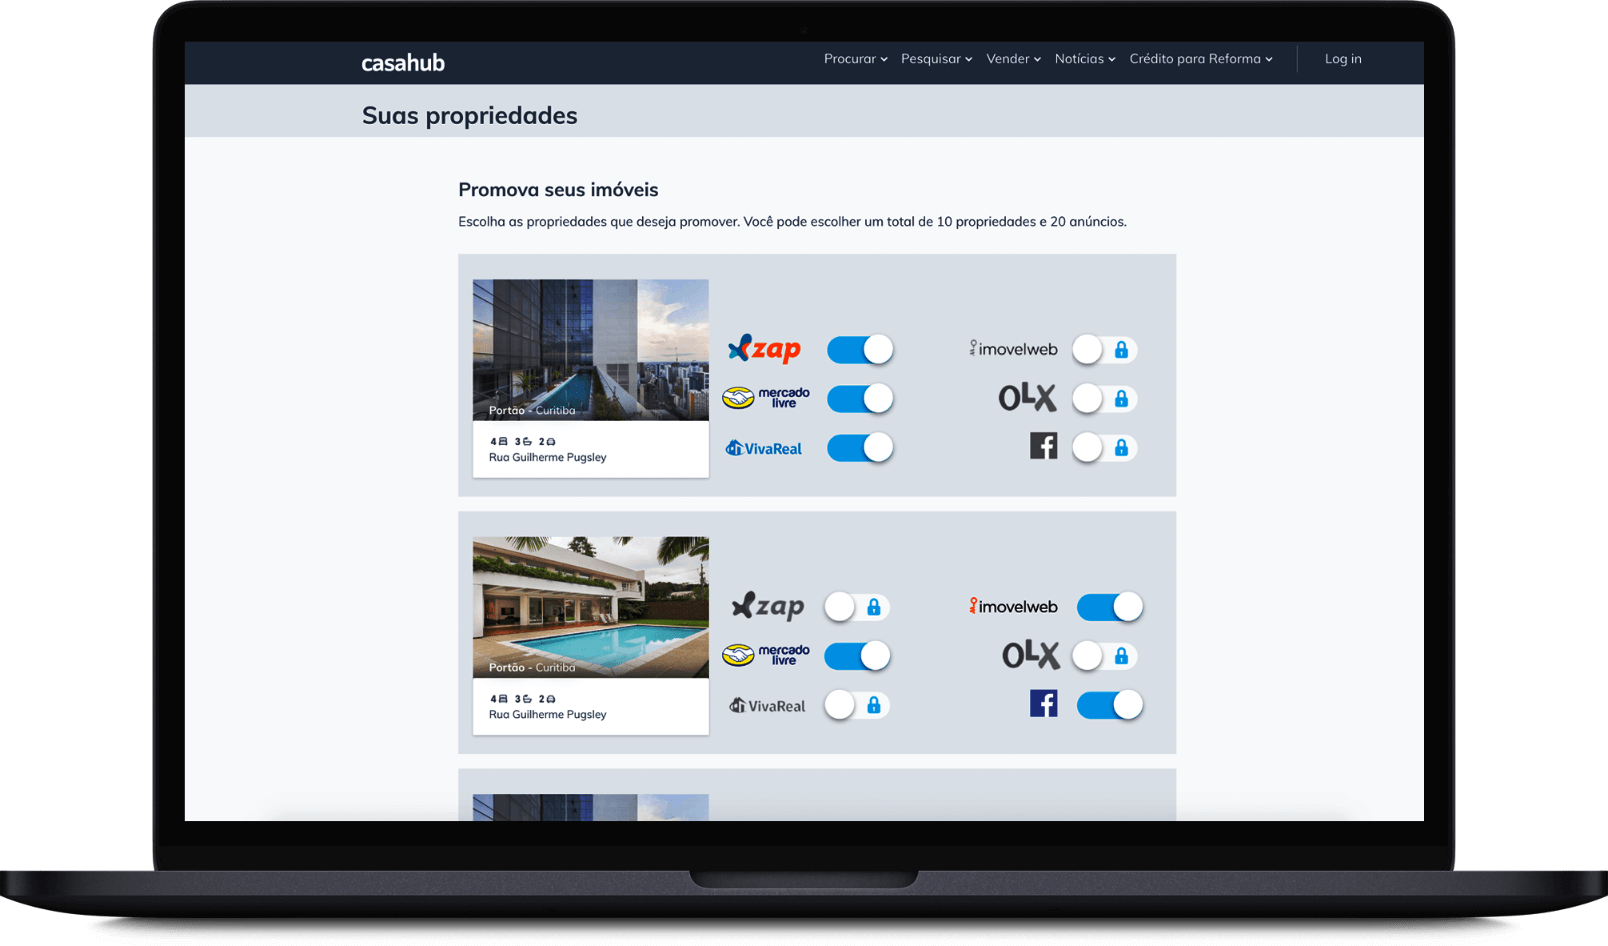 casahub
Procurar Pesquisar Vender Notícias Crédito para Reforma Log in
Suas propriedades
Promova seus imóveis
Escolha as propriedades que deseja promover. Você pode escolher um total de 10 propriedades e 20 anúncios.
zap
imovelweb
mercado
livre
OLX
VivaReal
f
Portão - Curitiba
4 3 2
Rua Guilherme Pugsley
zap
imovelweb
mercado
livre
OLX
VivaReal
f
Portão - Curitiba
4 3 2
Rua Guilherme Pugsley